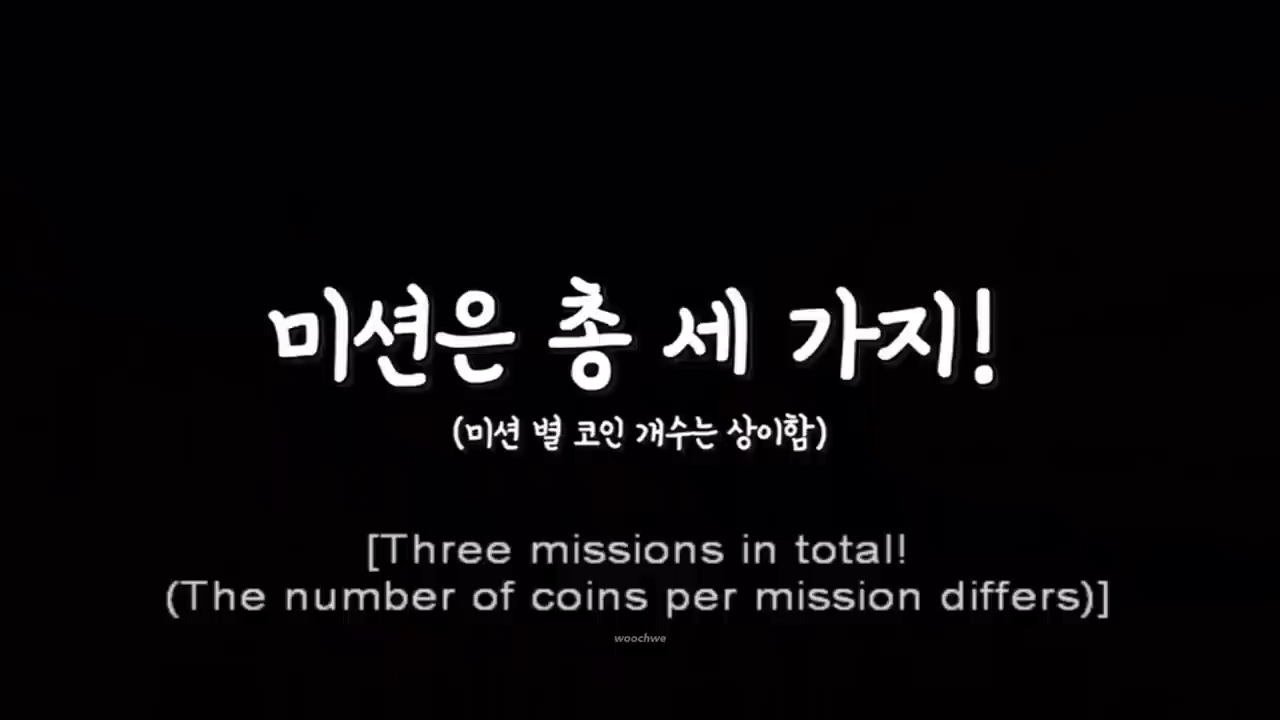 미션은 총 세 가지!
(미션 별 코인 개수는 상이함)
[Three missions in total!
(The number of coins per mission differs)]
woochwe